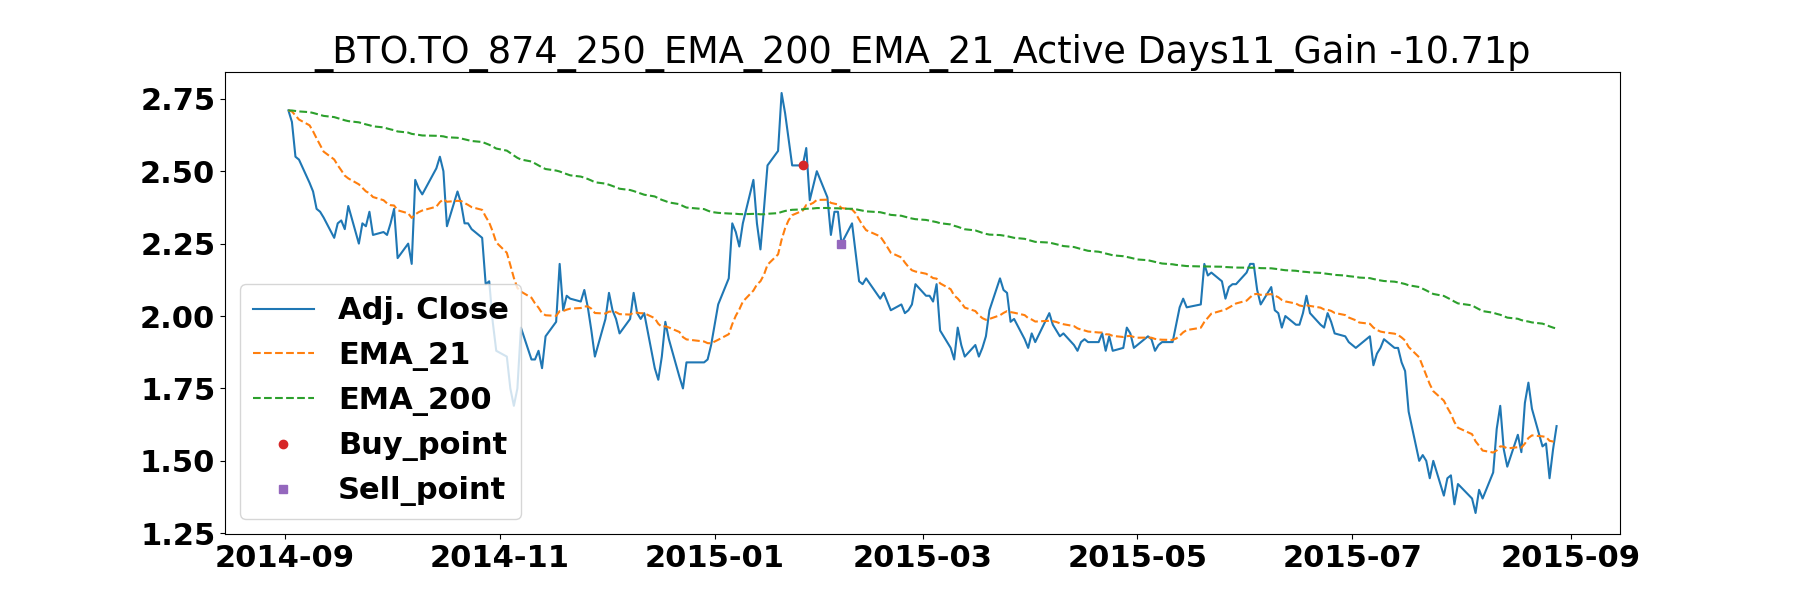 _BTO.TO_874_250_EMA_200_EMA_21_Active Days11_Gain -10.71p
2.75
2.50
2.25
2.00
1.75
1.50
1.25
Adj. Close
EMA_21
EMA_200
Buy_point
Sell_point
2014-09
2014-11
2015-01
2015-03
2015-05
2015-07
2015-09